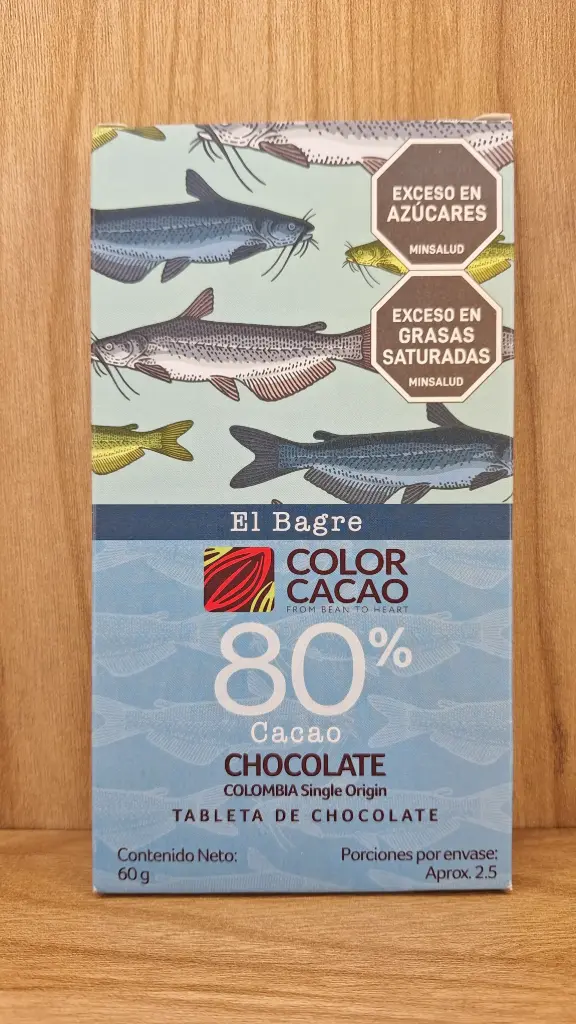 EXCESO EN
AZÚCARES
MINSALUD
EXCESO EN
GRASAS
SATURADAS
MINSALUD
El Bagre
COLOR
CACAO
FROM BEAN TO HEART
80%
Cacao
CHOCOLATE
COLOMBIA Single Origin
TABLETA DE CHOCOLATE
Contenido Neto:
60 g
Porciones por envase:
Aprox. 2.5